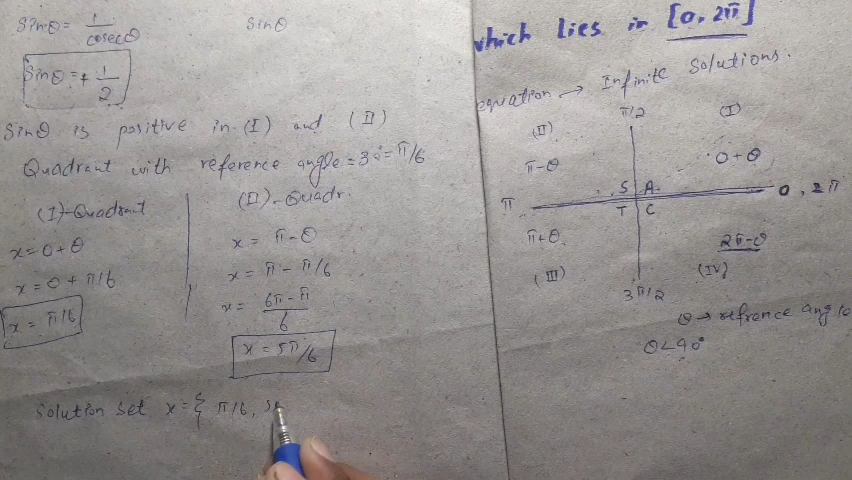 Sinθ = 1/cosecθ
Sinθ
Sinθ = + 1/2
Sinθ is positive in (I) and (II)
Quadrant with reference angle = 30° = π/6
(I)-Quadrant
x = 0 + θ
x = 0 + π/6
x = π/6
(II)-Quadr.
x = π - θ
x = π - π/6
x = 6π - π/6
x = 5π/6
Solution set x = { π/6, 5
which lies in [0, 2π]
equation → Infinite Solutions.
π/2
(II)
(I)
π-θ
0+θ
S A
π
0, 2π
T C
π+θ
2π-θ
(III)
(IV)
3π/2
θ → refrence angle
θ<90°